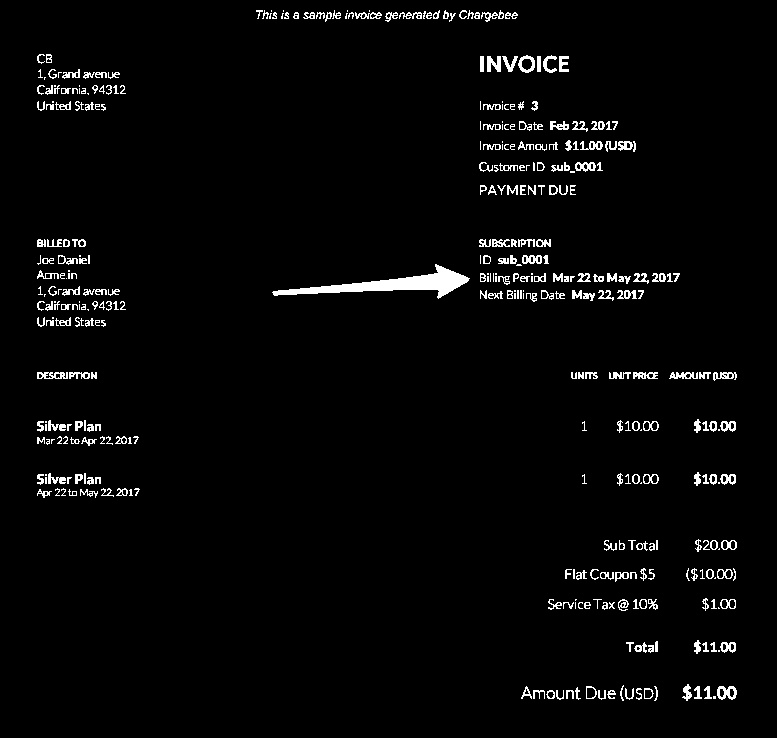 This is a sample invoice generated by Chargebee
CB
1, Grand avenue
California, 94312
United States
INVOICE
Invoice # 3
Invoice Date Feb 22, 2017
Invoice Amount $11.00 (USD)
Customer ID sub_0001
PAYMENT DUE
BILLED TO
Joe Daniel
Acme.in
1, Grand avenue
California, 94312
United States
SUBSCRIPTION
ID sub_0001
Billing Period Mar 22 to May 22, 2017
Next Billing Date May 22, 2017
DESCRIPTION UNITS UNIT PRICE AMOUNT (USD)
Silver Plan 1 $10.00 $10.00
Mar 22 to Apr 22, 2017
Silver Plan 1 $10.00 $10.00
Apr 22 to May 22, 2017
Sub Total $20.00
Flat Coupon $5 ($10.00)
Service Tax @ 10% $1.00
Total $11.00
Amount Due (USD) $11.00